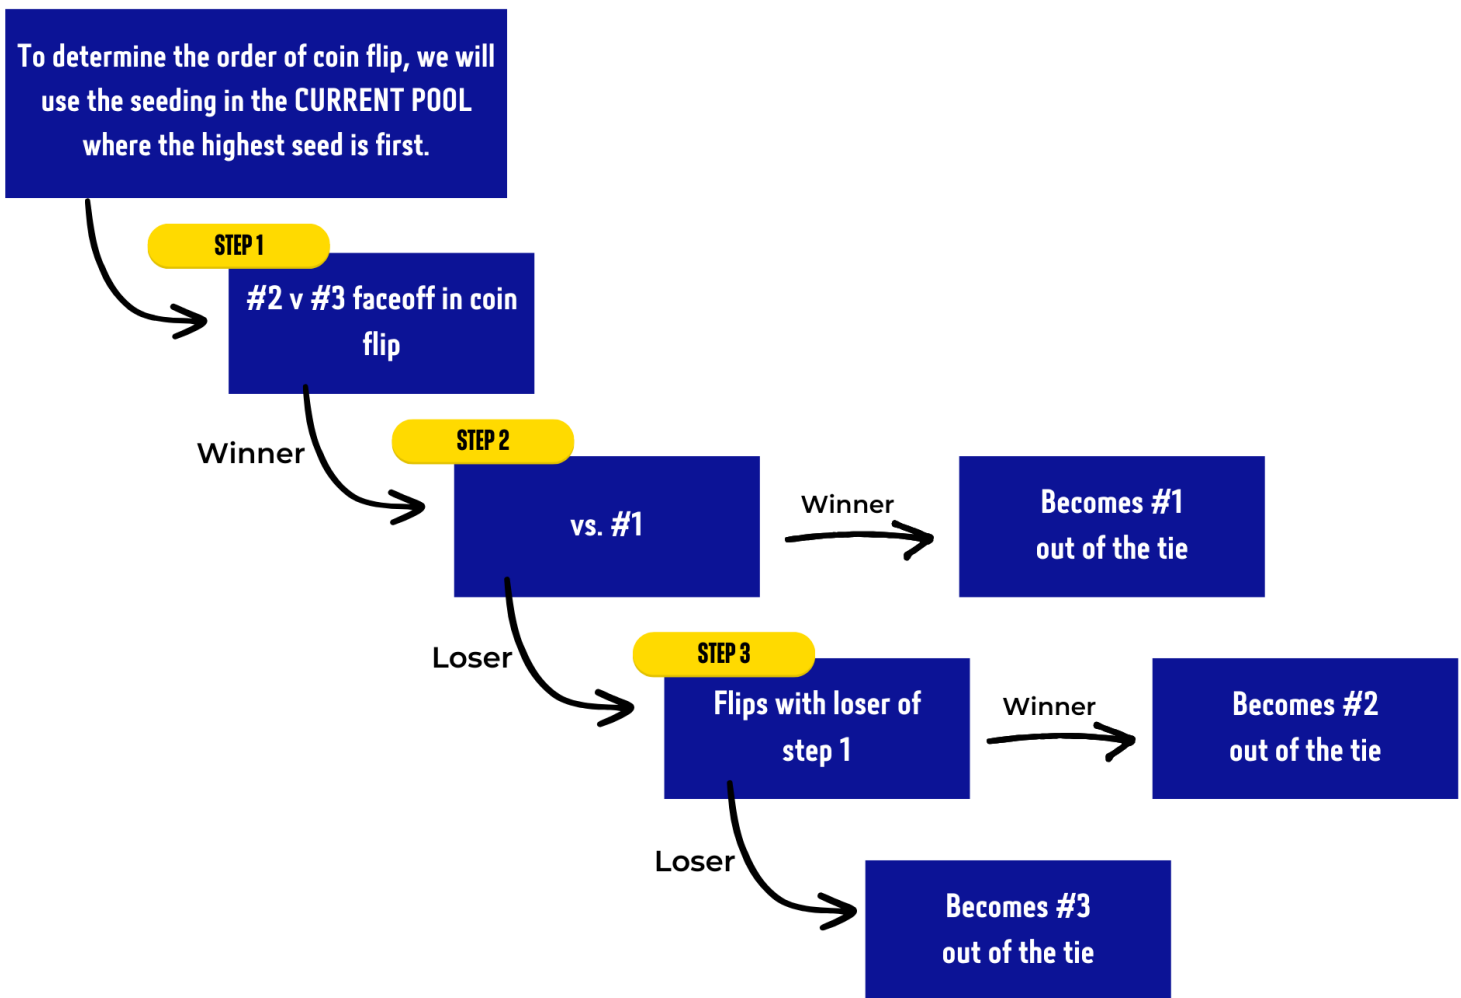 To determine the order of coin flip, we will
use the seeding in the CURRENT POOL
where the highest seed is first.
STEP 1
#2 v #3 faceoff in coin
flip
Winner
STEP 2
vs. #1
Winner
Becomes #1
out of the tie
Loser
STEP 3
Flips with loser of
step 1
Winner
Becomes #2
out of the tie
Loser
Becomes #3
out of the tie